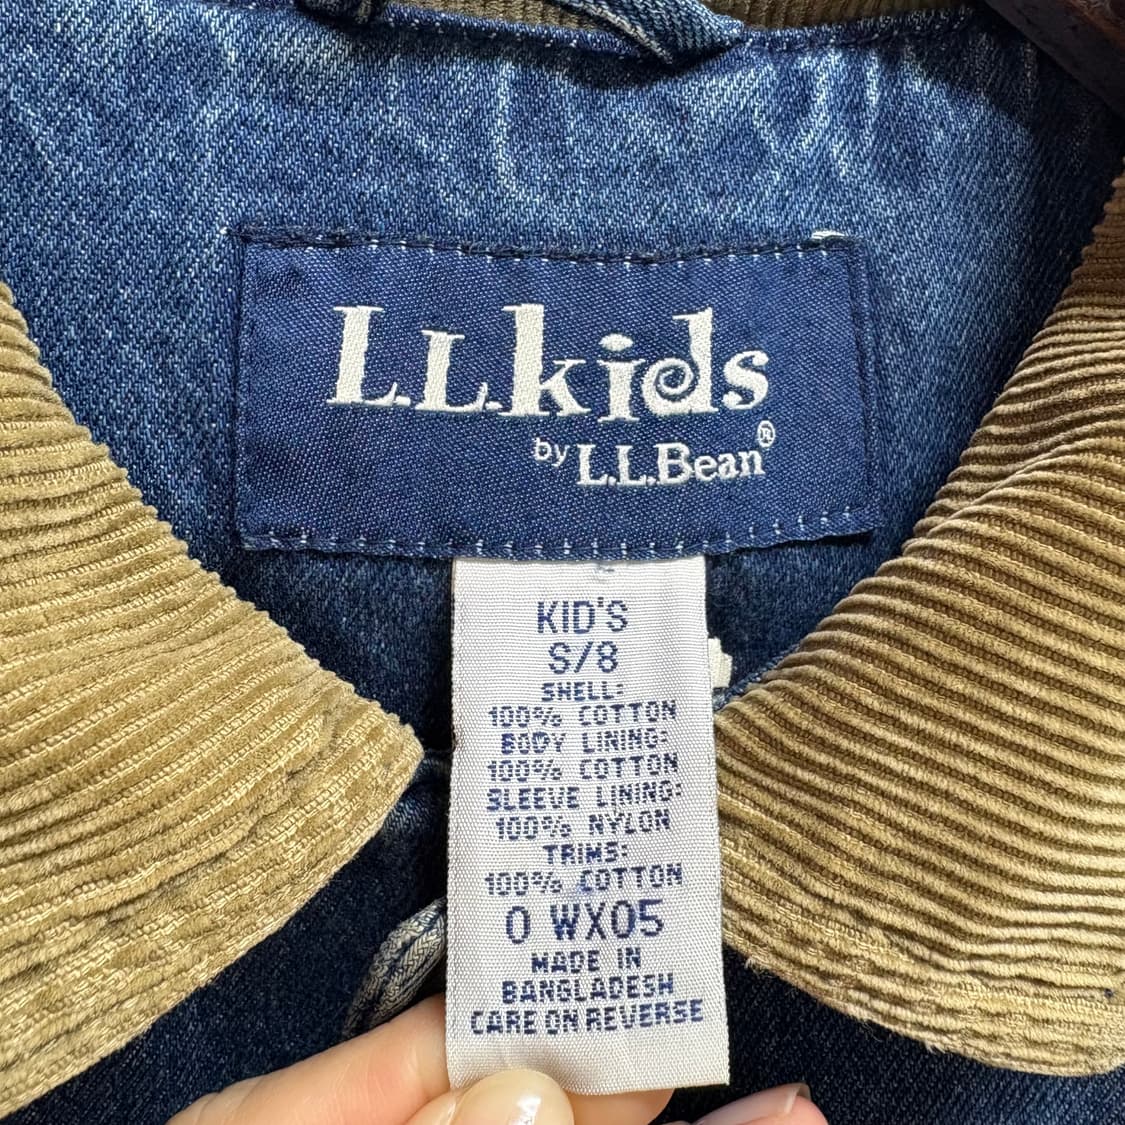 L.L.kids
by L.L.Bean®
KID'S
S/8
SHELL:
100% COTTON
BODY LINING:
100% COTTON
SLEEVE LINING:
100% NYLON
TRIMS:
100% COTTON
0 WX05
MADE IN
BANGLADESH
CARE ON REVERSE